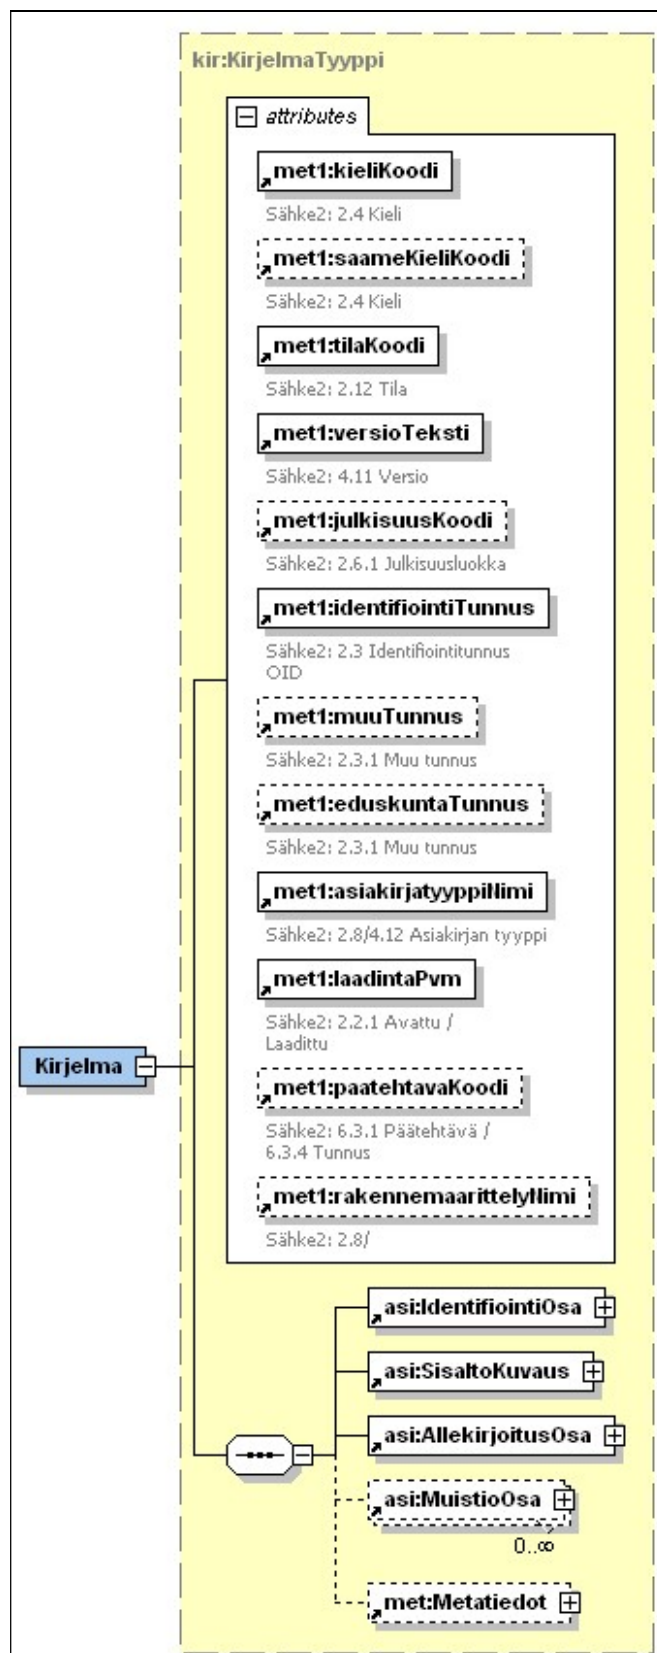 kir:KirjelmaTyyppi
attributes
met1:kieliKoodi
Sähke2: 2.4 Kieli
met1:saameKieliKoodi
Sähke2: 2.4 Kieli
met1:tilaKoodi
Sähke2: 2.12 Tila
met1:versioTeksti
Sähke2: 4.11 Versio
met1:julkisuusKoodi
Sähke2: 2.6.1 Julkisuusluokka
met1:identifiointiTunnus
Sähke2: 2.3 Identifiointitunnus
OID
met1:muuTunnus
Sähke2: 2.3.1 Muu tunnus
met1:eduskuntaTunnus
Sähke2: 2.3.1 Muu tunnus
met1:asiakirjatyyppiNimi
Sähke2: 2.8/4.12 Asiakirjan tyyppi
met1:laadintaPvm
Sähke2: 2.2.1 Avattu /
Laadittu
Kirjelma
met1:paatehtavaKoodi
Sähke2: 6.3.1 Päätehtävä /
6.3.4 Tunnus
met1:rakennemaarittelyNimi
Sähke2: 2.8/
asi:IdentifiointiOsa
asi:SisaltoKuvaus
asi:AllekirjoitusOsa
asi:MuistioOsa
0..∞
met:Metatiedot